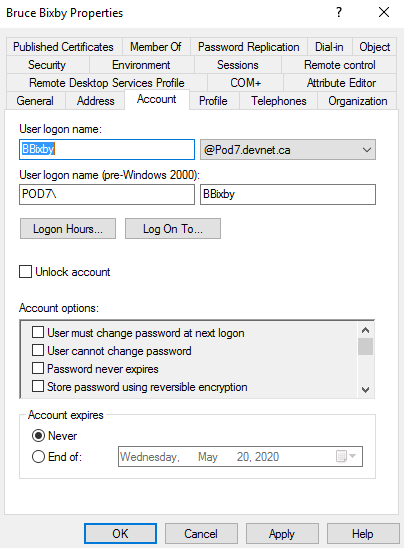 Bruce Bixby Properties
? ×
Published Certificates Member Of Password Replication Dial-in Object
Security Environment Sessions Remote control
Remote Desktop Services Profile COM+ Attribute Editor
General Address Account Profile Telephones Organization
User logon name:
BBixby @Pod7.devnet.ca
User logon name (pre-Windows 2000):
POD7\ BBixby
Logon Hours... Log On To...
Unlock account
Account options:
User must change password at next logon
User cannot change password
Password never expires
Store password using reversible encryption
Account expires
Never
End of: Wednesday, May 20, 2020
OK Cancel Apply Help